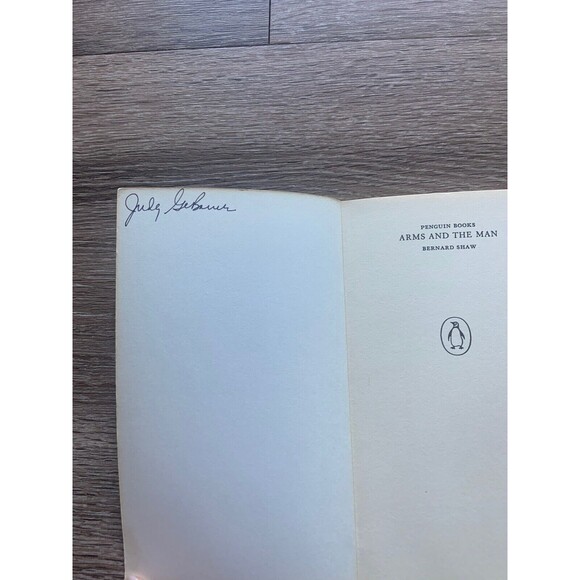 PENGUIN BOOKS
ARMS AND THE MAN
BERNARD SHAW